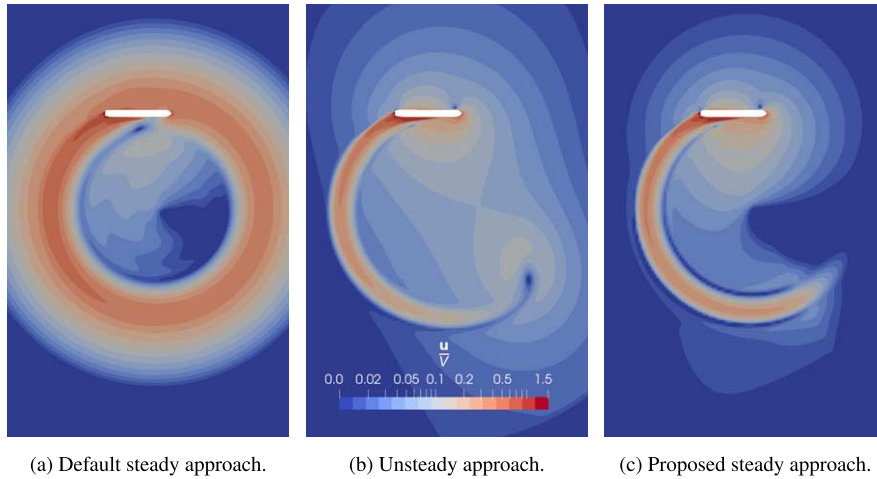 u
V
0.0 0.02 0.05 0.1 0.2 0.5 1.5
(a) Default steady approach. (b) Unsteady approach. (c) Proposed steady approach.